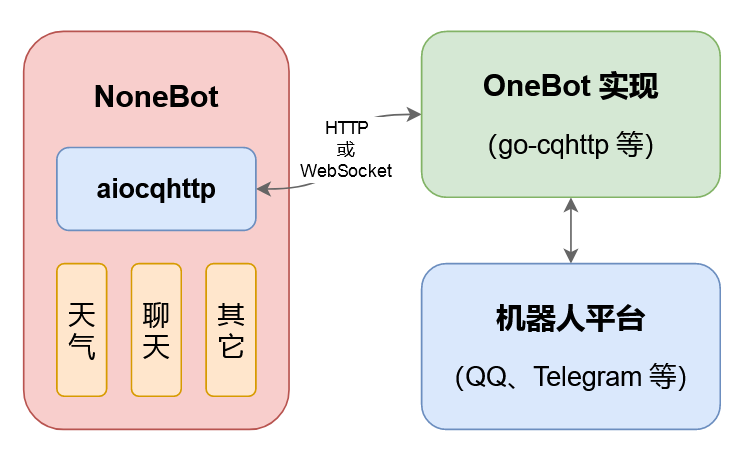 NoneBot
aiocqhttp
天气
聊天
其它
HTTP
或
WebSocket
OneBot 实现
(go-cqhttp 等)
机器人平台
(QQ、Telegram 等)